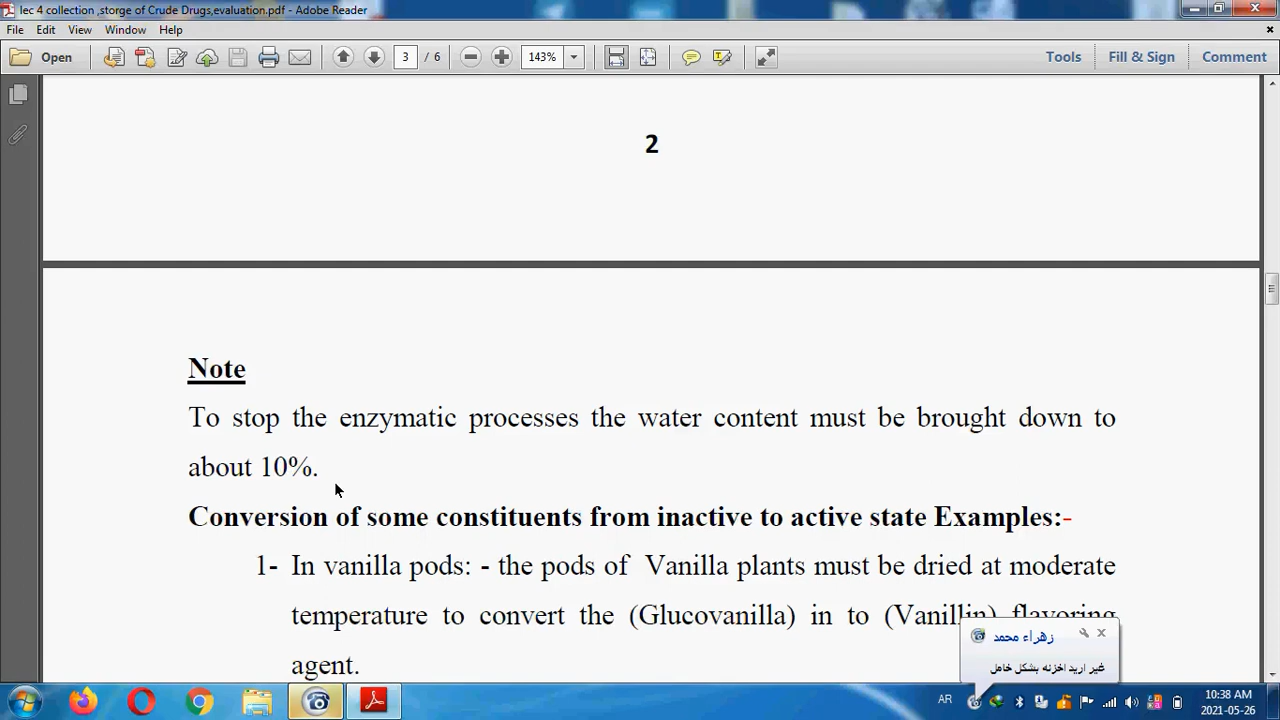 lec 4 collection ,storge of Crude Drugs,evaluation.pdf - Adobe Reader
File Edit View Window Help
Open 3 / 6 143% Tools Fill & Sign Comment
2
Note
To stop the enzymatic processes the water content must be brought down to
about 10%.
Conversion of some constituents from inactive to active state Examples:-
1- In vanilla pods: - the pods of Vanilla plants must be dried at moderate
temperature to convert the (Glucovanilla) in to (Vanillin) flavoring
agent.
زهراء محمد
غير اريد اخزنه بشكل خامل
AR
10:38 AM
2021-05-26